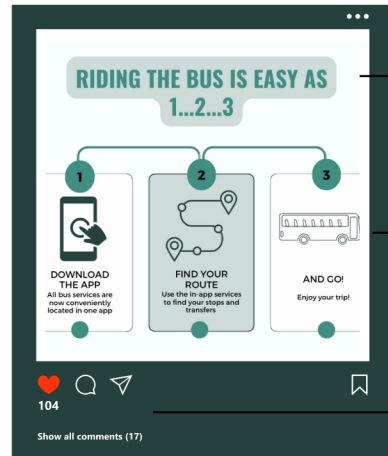 RIDING THE BUS IS EASY AS
1...2...3
1
2
3
DOWNLOAD
THE APP
All bus services are
now conveniently
located in one app
FIND YOUR
ROUTE
Use the in-app services
to find your stops and
transfers
AND GO!
Enjoy your trip!
104
Show all comments (17)